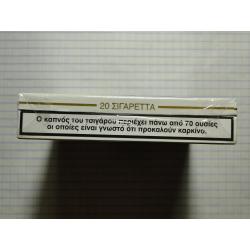 20 ΣΙΓΑΡΕΤΤΑ
Ο καπνός του τσιγάρου περιέχει πάνω από 70 ουσίες
οι οποίες είναι γνωστό ότι προκαλούν καρκίνο.